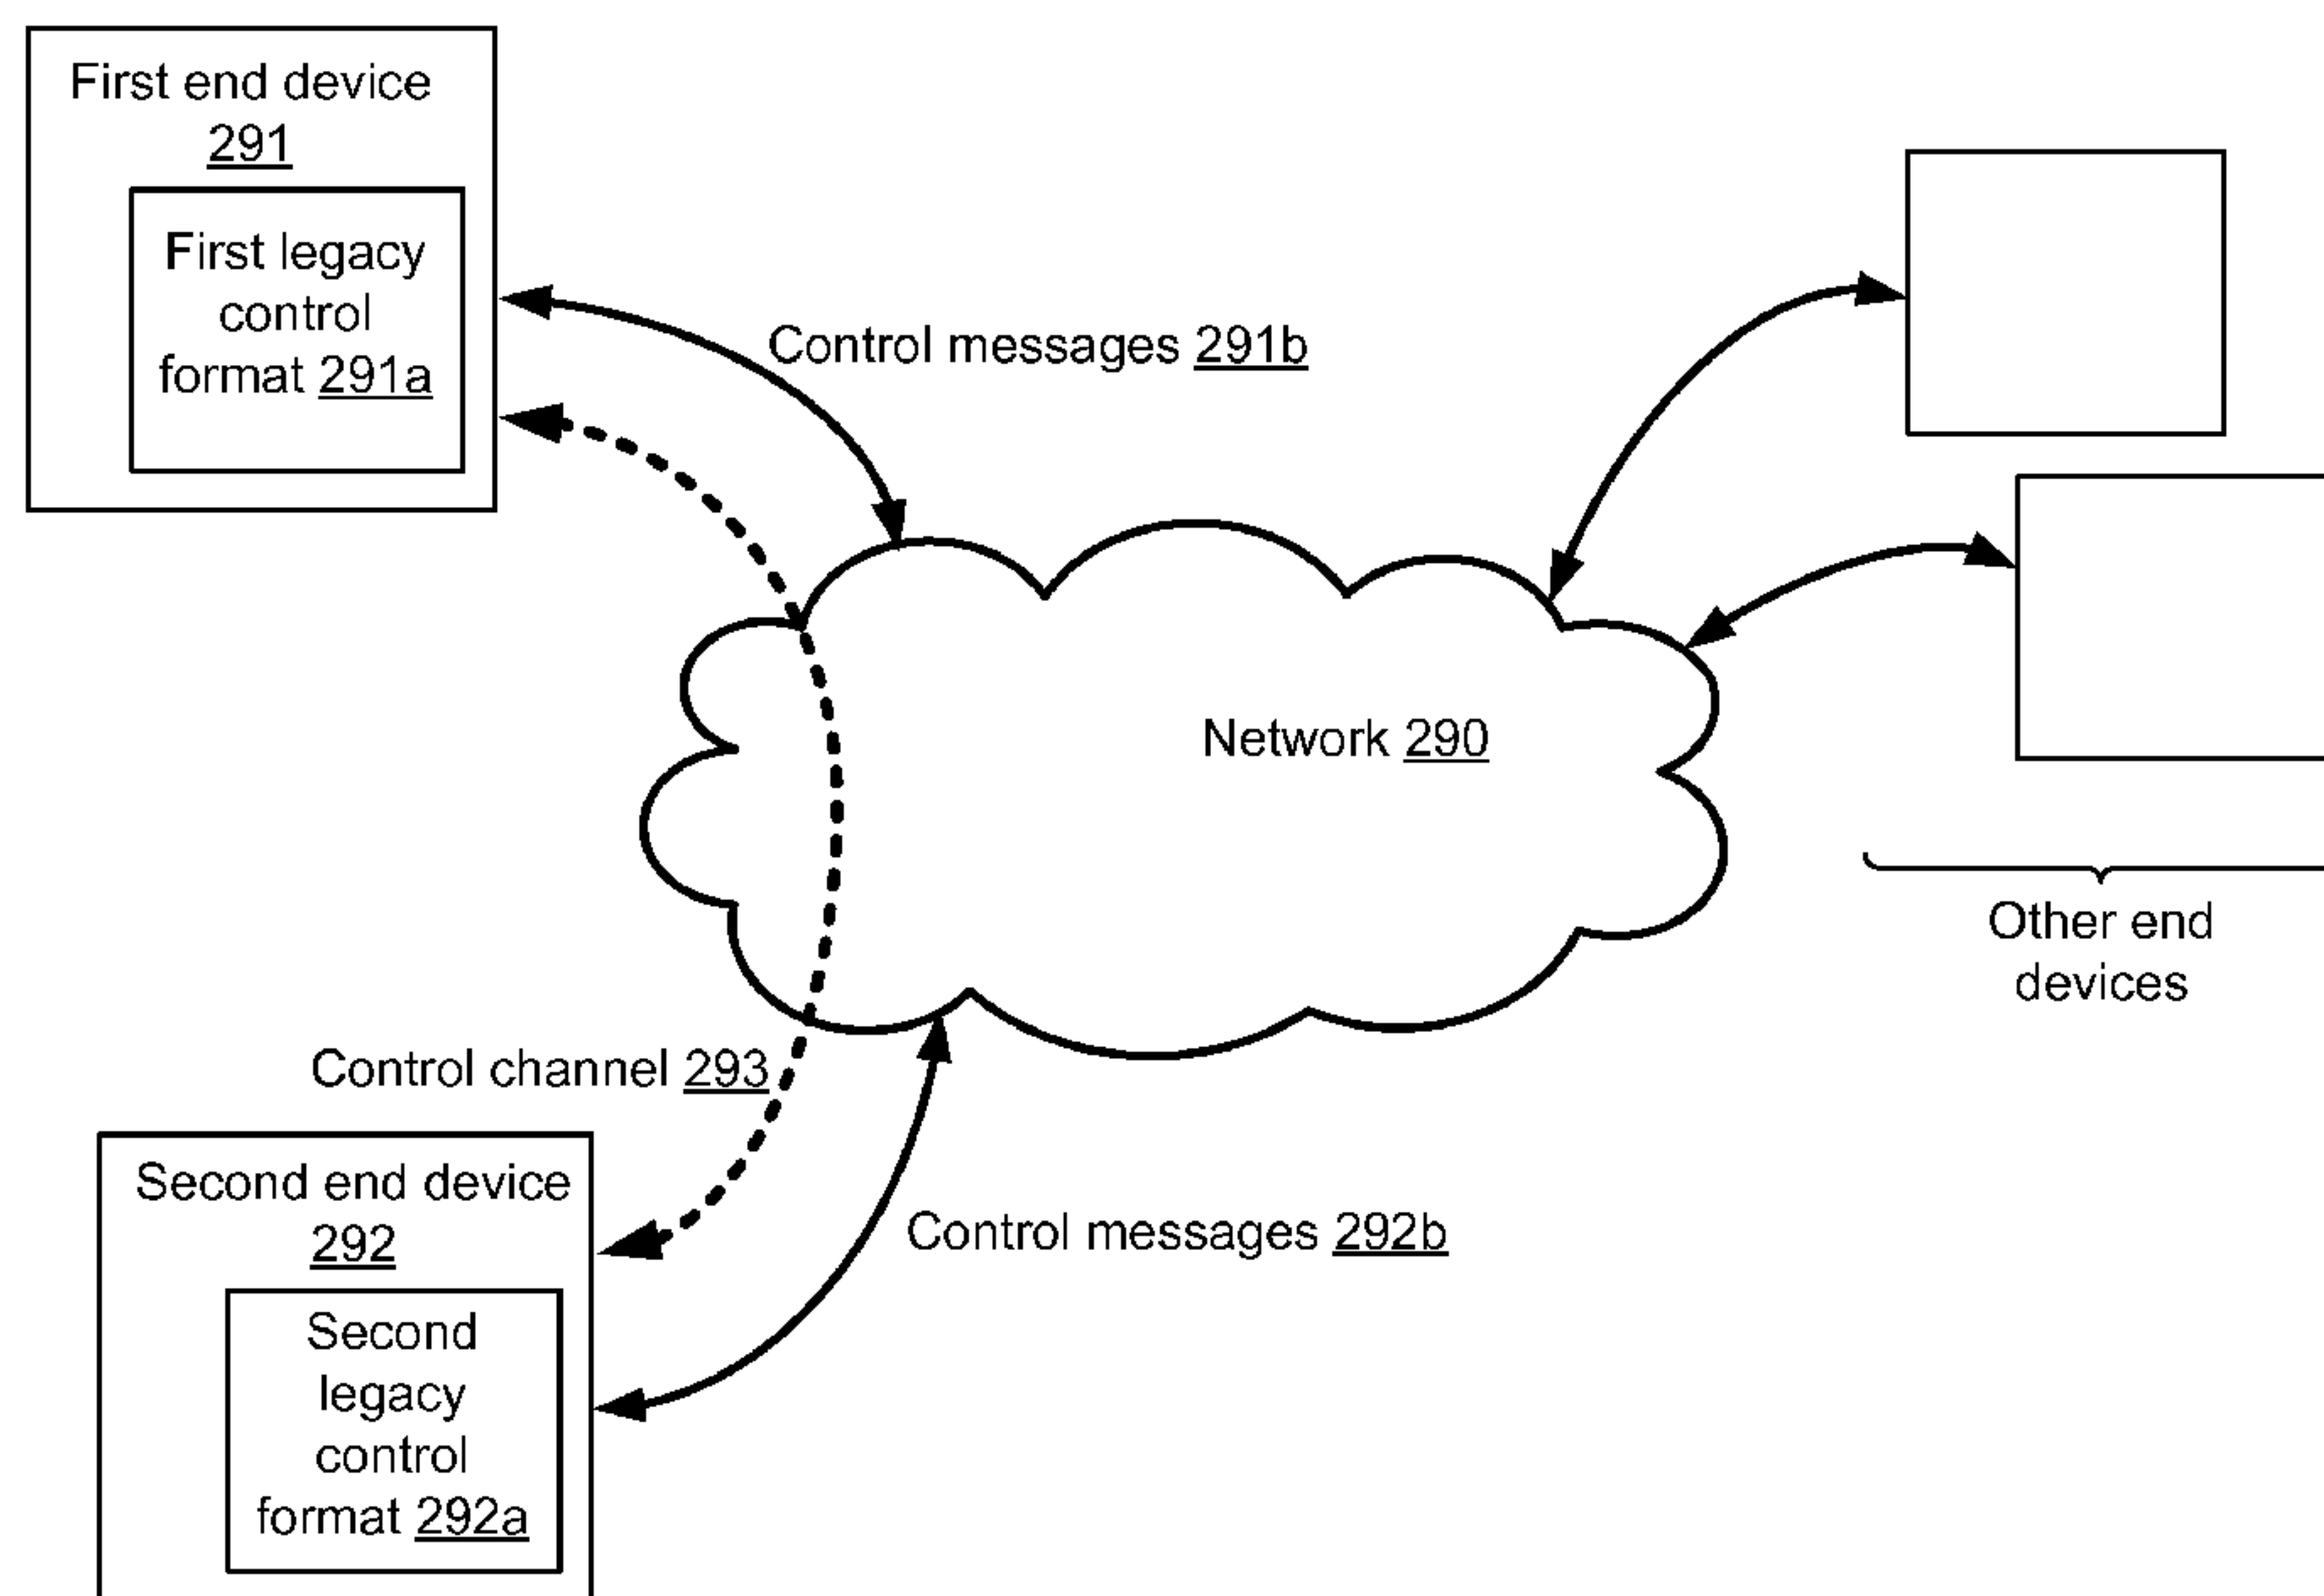 First end device
291
First legacy
control
format 291a
Control messages 291b
Network 290
Other end
devices
Control channel 293
Second end device
292
Control messages 292b
Second
legacy
control
format 292a